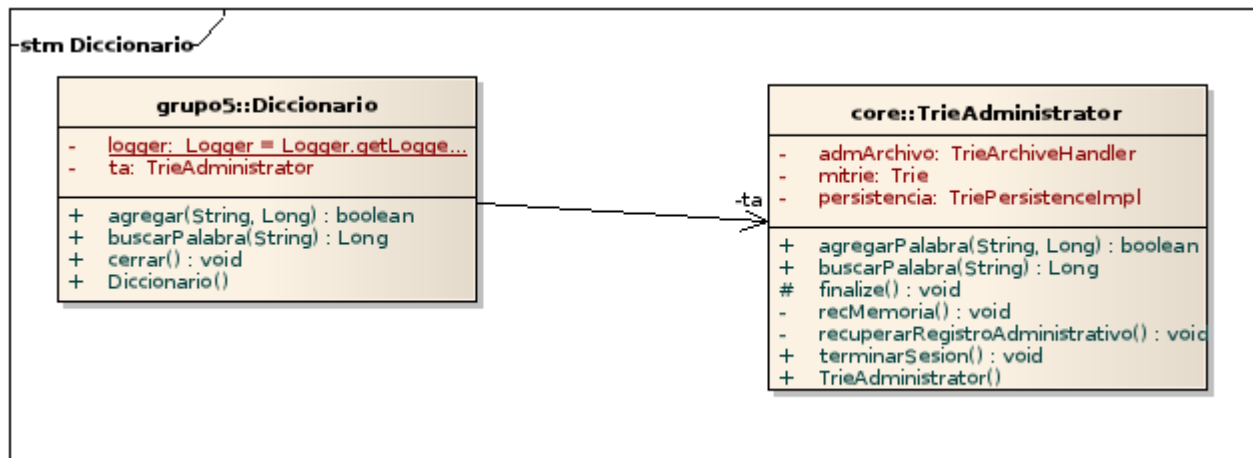 stm Diccionario
grupo5::Diccionario
- logger: Logger = Logger.getLogge...
- ta: TrieAdministrator
+ agregar(String, Long) : boolean
+ buscarPalabra(String) : Long
+ cerrar() : void
+ Diccionario()
-ta
core::TrieAdministrator
- admArchivo: TrieArchiveHandler
- mitrie: Trie
- persistencia: TriePersistenceImpl
+ agregarPalabra(String, Long) : boolean
+ buscarPalabra(String) : Long
# finalize() : void
- recMemoria() : void
- recuperarRegistroAdministrativo() : void
+ terminarSesion() : void
+ TrieAdministrator()